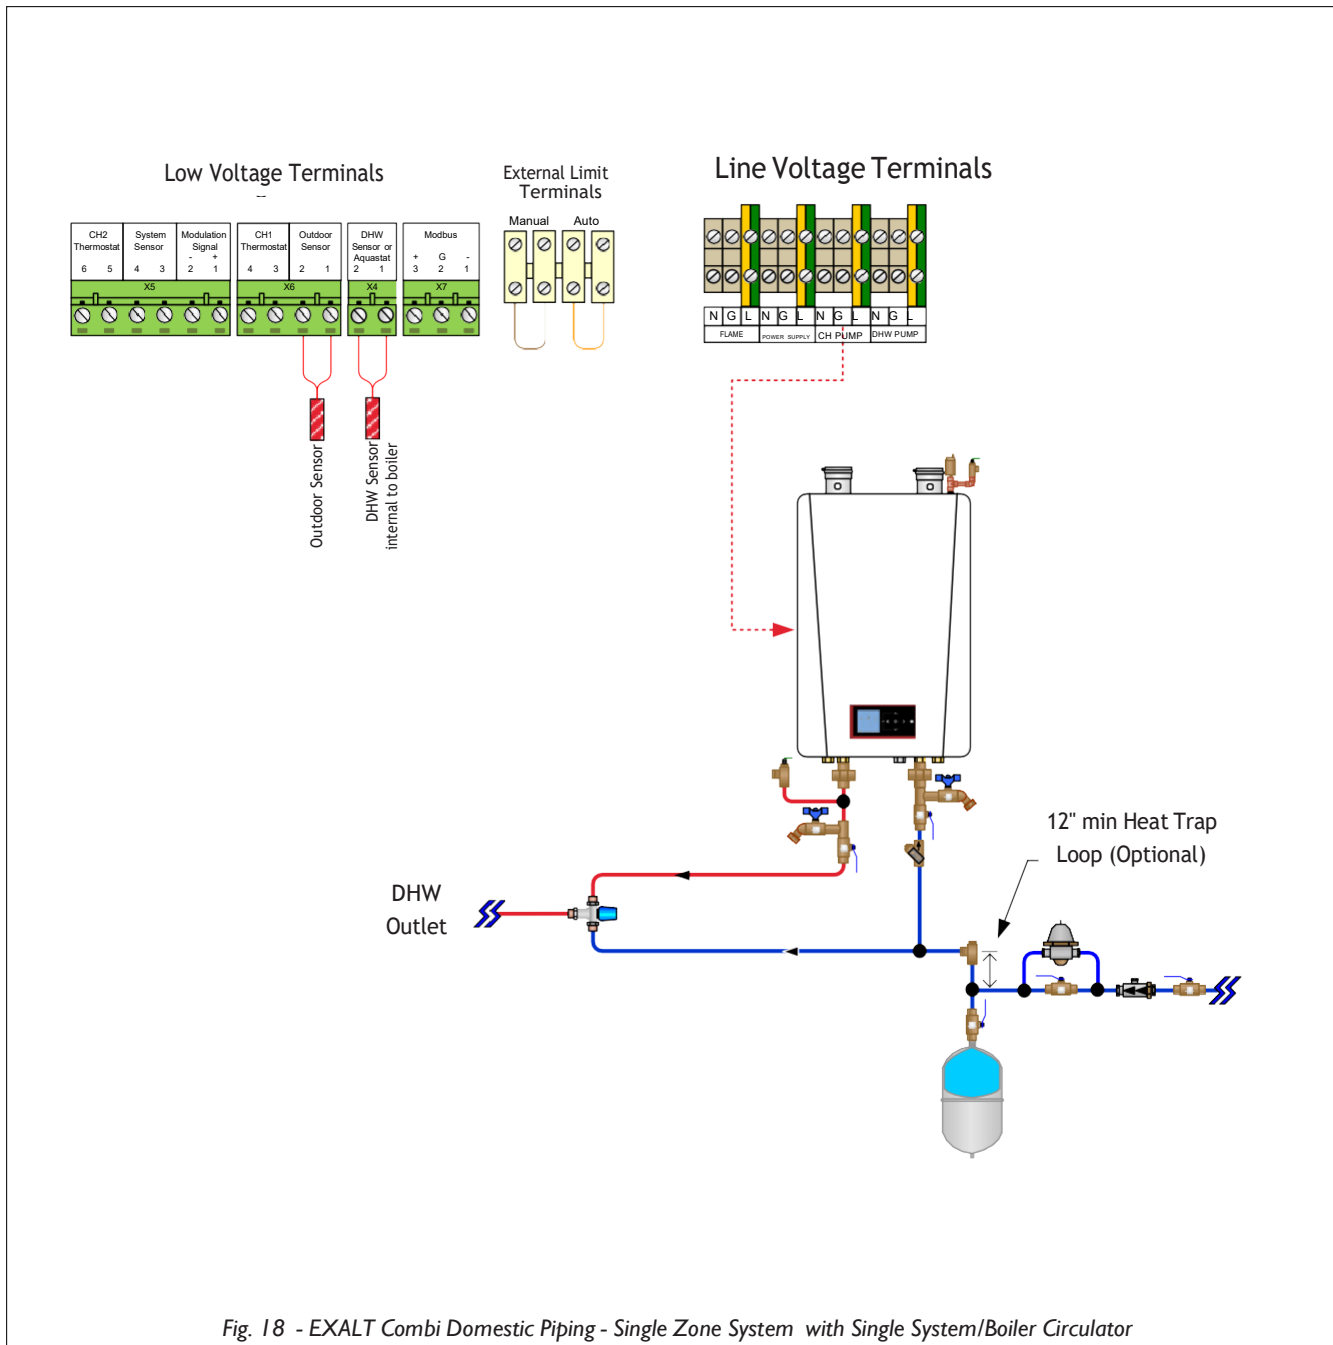 Low Voltage Terminals
External Limit
Terminals
Line Voltage Terminals
Manual Auto
CH2
Thermostat
6 5
System
Sensor
4 3
Modulation
Signal
- +
2 1
X5
CH1
Thermostat
4 3
Outdoor
Sensor
2 1
X6
DHW
Sensor or
Aquastat
2 1
X4
Modbus
+ G -
3 2 1
X7
N G L N G L N G L N G L
FLAME POWER SUPPLY CH PUMP DHW PUMP
Outdoor Sensor
DHW Sensor
internal to boiler
12" min Heat Trap
Loop (Optional)
DHW
Outlet
Fig. 18 - EXALT Combi Domestic Piping - Single Zone System with Single System/Boiler Circulator